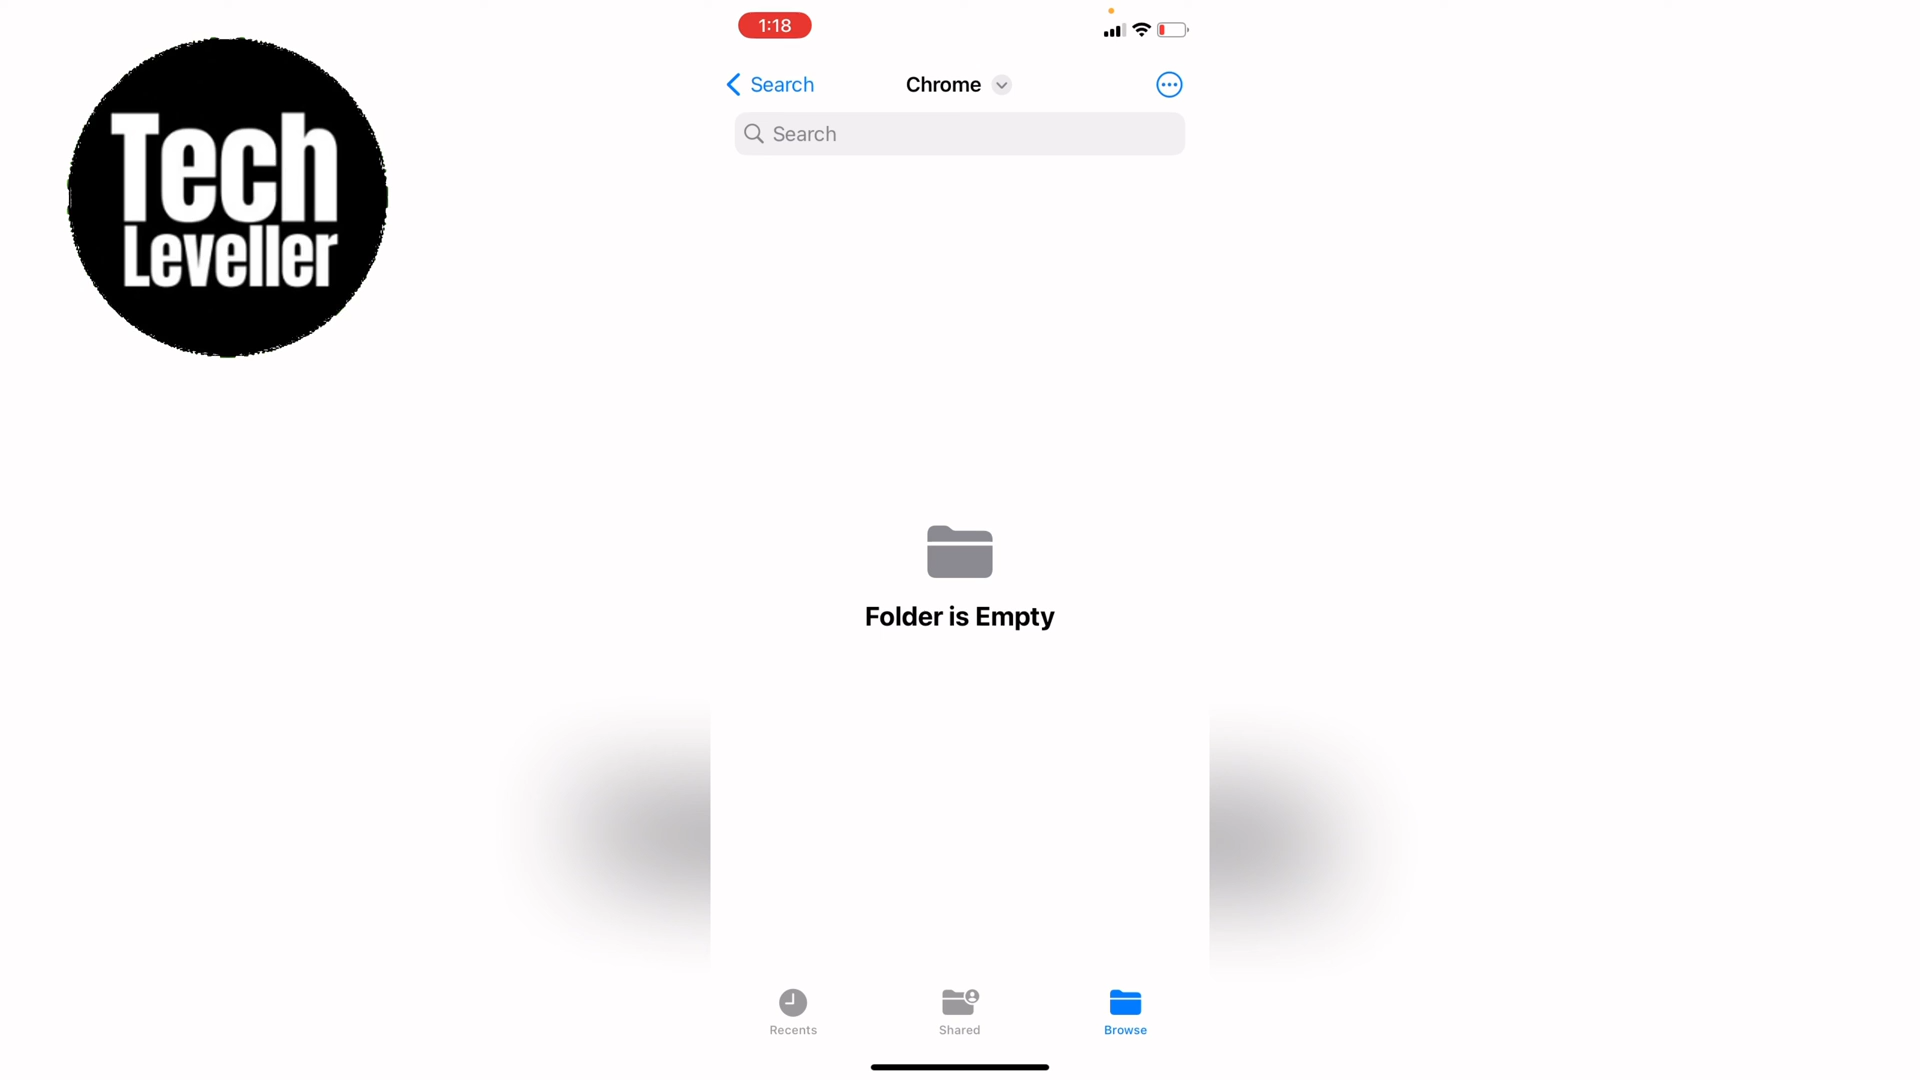 Tech
Leveller
1:18
Search
Chrome
Search
Folder is Empty
Recents
Shared
Browse